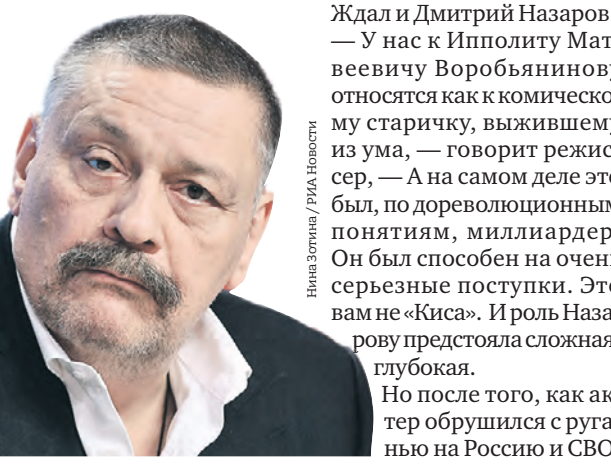 Ждал и Дмитрий Назаров.
— У нас к Ипполиту Мат-
веевичу Воробьянинову
относятся как к комическо-
му старичку, выжившему
из ума, — говорит режис-
сер, — А на самом деле это
был, по дореволюционным
понятиям, миллиардер.
Он был способен на очень
серьезные поступки. Это
вам не «Киса». И роль Наза-
рову предстояла сложная,
глубокая.
Но после того, как ак-
тер обрушился с руга-
нью на Россию и СВО,
Нина Зотина / РИА Новости